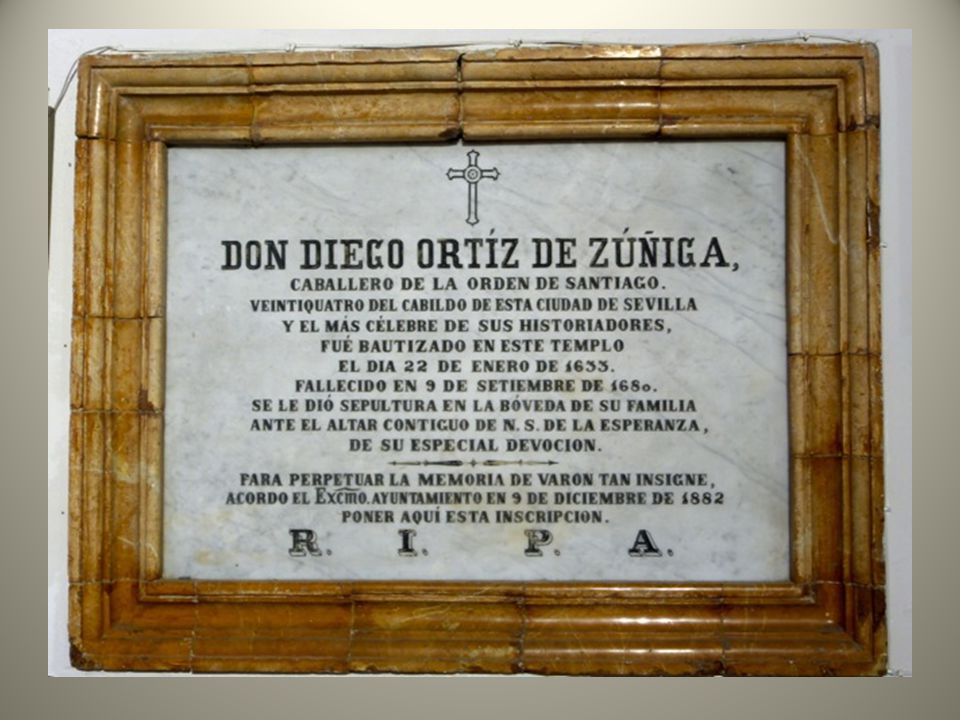 DON DIEGO ORTÍZ DE ZÚÑIGA,
CABALLERO DE LA ORDEN DE SANTIAGO.
VEINTIQUATRO DEL CABILDO DE ESTA CIUDAD DE SEVILLA
Y EL MÁS CÉLEBRE DE SUS HISTORIADORES,
FUÉ BAUTIZADO EN ESTE TEMPLO
EL DIA 22 DE ENERO DE 1633.
FALLECIDO EN 9 DE SETIEMBRE DE 1680.
SE LE DIÓ SEPULTURA EN LA BÓVEDA DE SU FAMILIA
ANTE EL ALTAR CONTIGUO DE N. S. DE LA ESPERANZA,
DE SU ESPECIAL DEVOCION.
PARA PERPETUAR LA MEMORIA DE VARON TAN INSIGNE,
ACORDO EL Excmo. AYUNTAMIENTO EN 9 DE DICIEMBRE DE 1882
PONER AQUÍ ESTA INSCRIPCION.
R. I. P. A.